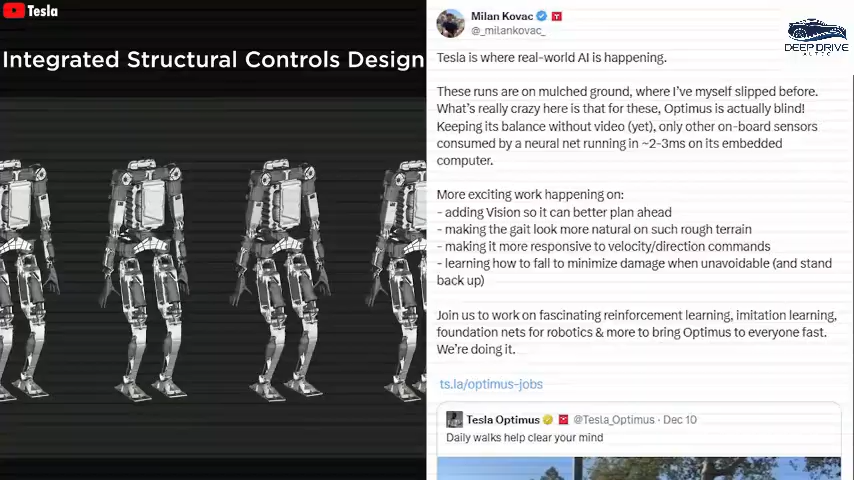 Tesla
Integrated Structural Controls Design
Milan Kovac
@_milankovac_
DEEP DRIVE
Tesla is where real-world AI is happening.
These runs are on mulched ground, where I've myself slipped before.
What's really crazy here is that for these, Optimus is actually blind!
Keeping its balance without video (yet), only other on-board sensors
consumed by a neural net running in ~2-3ms on its embedded
computer.
More exciting work happening on:
- adding Vision so it can better plan ahead
- making the gait look more natural on such rough terrain
- making it more responsive to velocity/direction commands
- learning how to fall to minimize damage when unavoidable (and stand
back up)
Join us to work on fascinating reinforcement learning, imitation learning,
foundation nets for robotics & more to bring Optimus to everyone fast.
We're doing it.
ts.la/optimus-jobs
Tesla Optimus @Tesla_Optimus · Dec 10
Daily walks help clear your mind